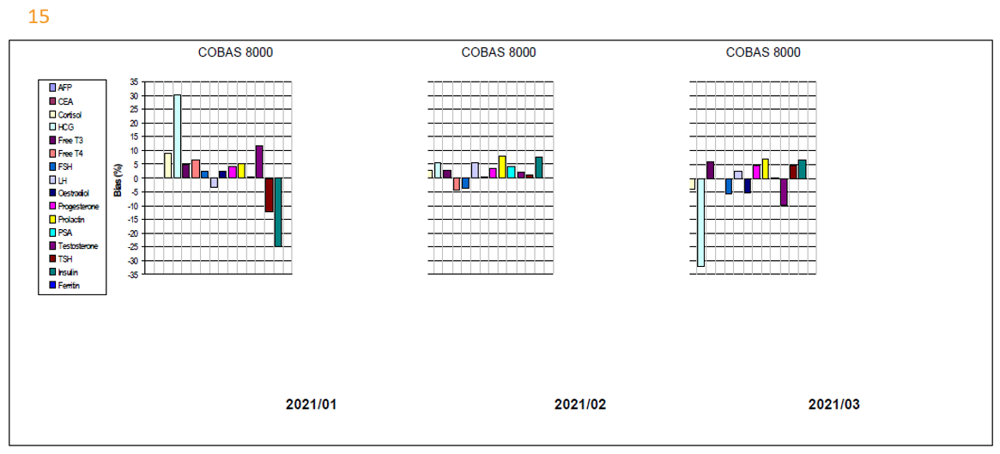 15
COBAS 8000
COBAS 8000
COBAS 8000
AFP
CEA
Cortisol
HCG
Free T3
Free T4
FSH
LH
Oestradiol
Progesterone
Prolactin
PSA
Testosterone
TSH
Insulin
Ferritin
Bias (%)
35
30
25
20
15
10
5
0
-5
-10
-15
-20
-25
-30
-35
2021/01
2021/02
2021/03